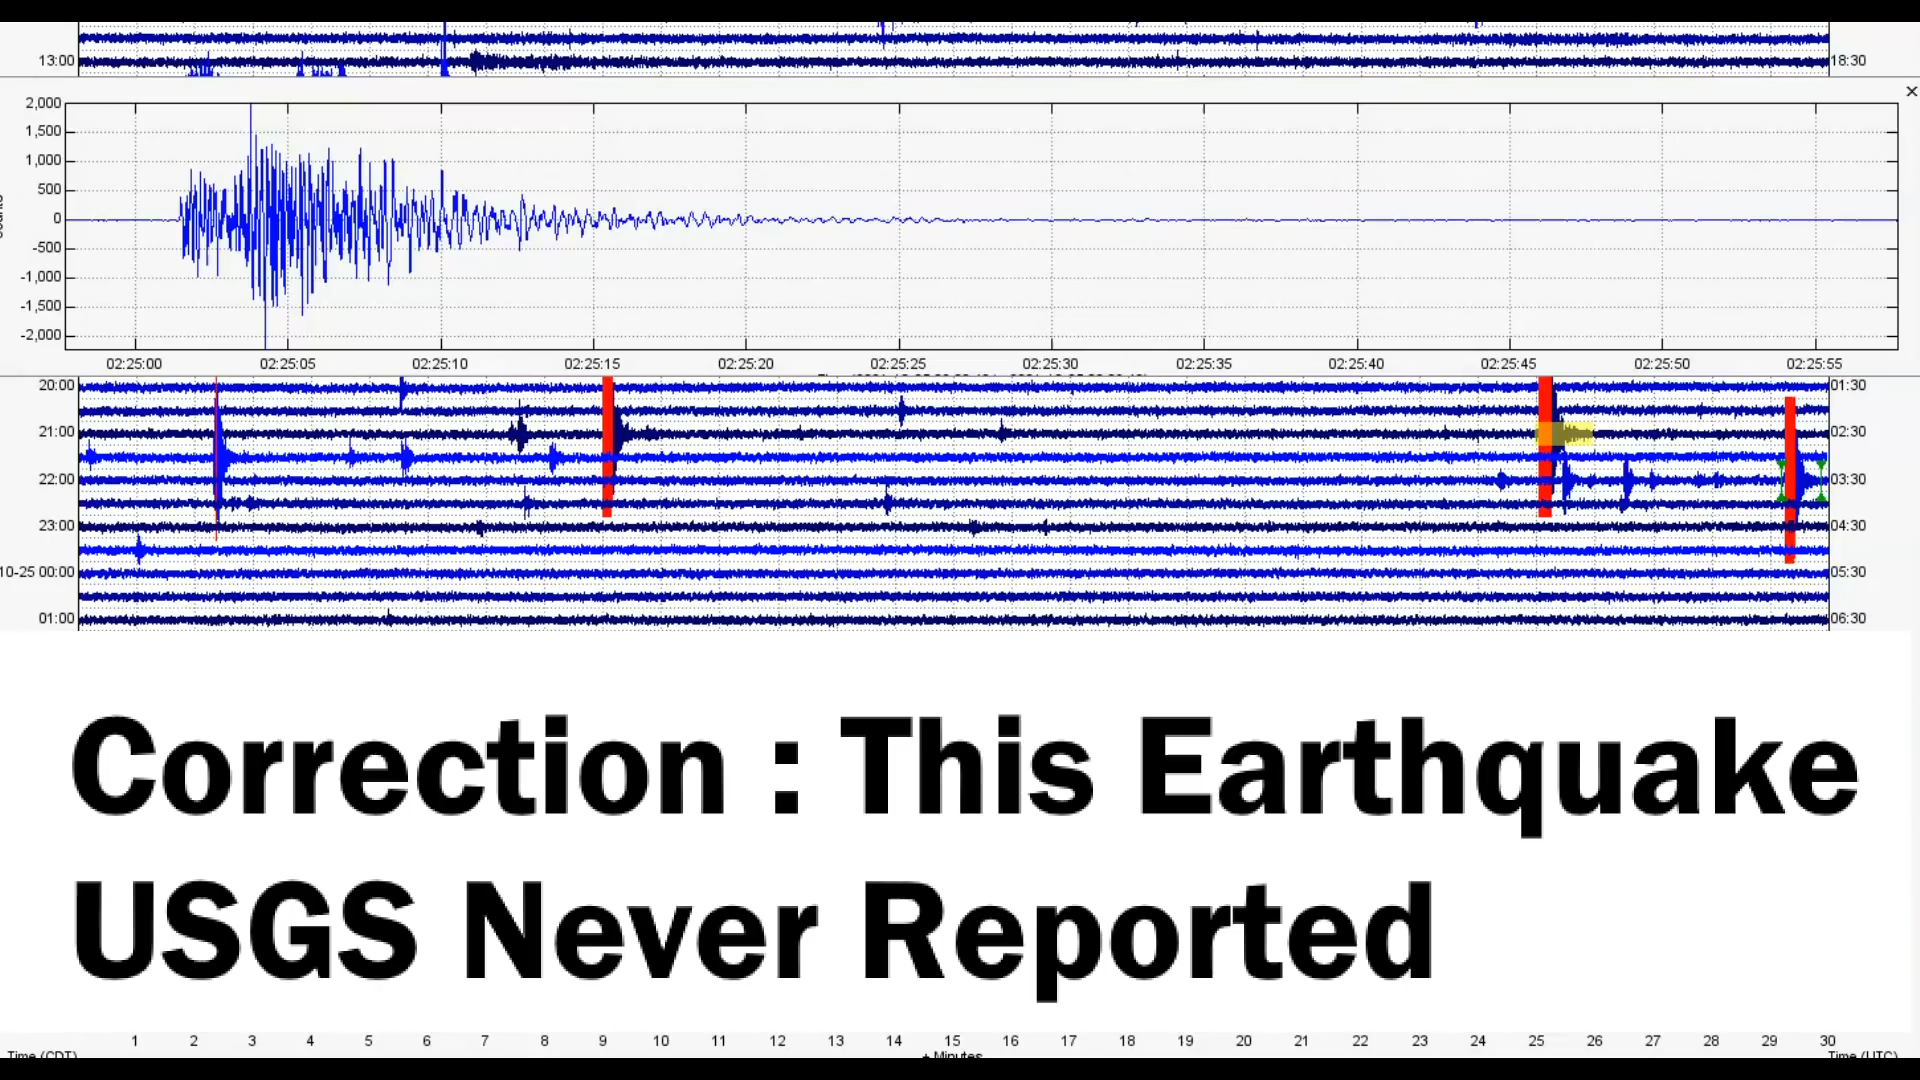 13:00
18:30
×
2,000
1,500
1,000
500
0
-500
-1,000
-1,500
-2,000
02:25:00 02:25:05 02:25:10 02:25:15 02:25:20 02:25:25 02:25:30 02:25:35 02:25:40 02:25:45 02:25:50 02:25:55
20:00 01:30
21:00 02:30
22:00 03:30
23:00 04:30
10-25 00:00 05:30
01:00 06:30
Correction : This Earthquake
USGS Never Reported
1 2 3 4 5 6 7 8 9 10 11 12 13 14 15 16 17 18 19 20 21 22 23 24 25 26 27 28 29 30
Time (CDT) + Minutes Time (UTC)